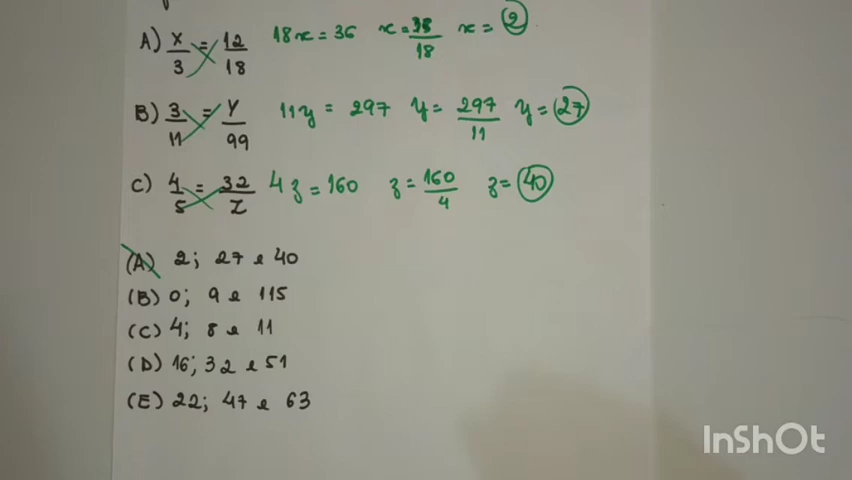 A) x/3 = 12/18 18x = 36 x = 36/18 x = 2
B) 3/11 = Y/99 11y = 297 y = 297/11 y = 27
C) 4/5 = 32/Z 4z = 160 z = 160/4 z = 40
(A) 2; 27 e 40
(B) 0; 9 e 115
(C) 4; 8 e 11
(D) 16; 32 e 51
(E) 22; 47 e 63
InShOt